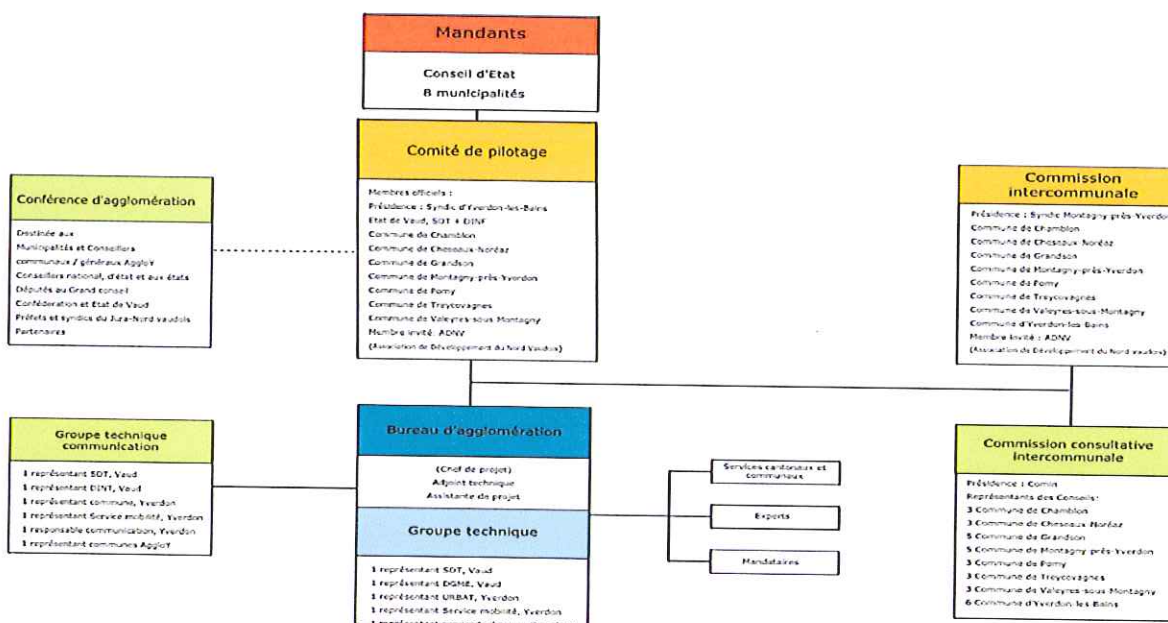 Mandants
Conseil d'Etat
8 municipalités
Comité de pilotage
Membres officiels :
Présidence : Syndic d'Yverdon-les-Bains
Etat de Vaud, SDT + DINF
Commune de Chamblon
Commune de Cheseaux-Noréaz
Commune de Grandson
Commune de Montagny-près-Yverdon
Commune de Pomy
Commune de Treycovagnes
Commune de Valeyres-sous Montagny
Membre invité: ADNV
(Association de Développement du Nord Vaudois)
Conférence d'agglomération
Destinée aux
Municipalités et Conseillers
communaux / généraux AggloY
Conseillers national, d'état et aux états
Députés au Grand conseil
Confédération et Etat de Vaud
Préfets et syndics du Jura-Nord vaudois
Partenaires
Commission
intercommunale
Présidence : Syndic Montagny-près-Yverdon
Commune de Chamblon
Commune de Cheseaux-Noréaz
Commune de Grandson
Commune de Montagny-près-Yverdon
Commune de Pomy
Commune de Treycovagnes
Commune de Valeyres-sous-Montagny
Commune d'Yverdon-les Bains
Membre invité : ADNV
(Association de Développement du Nord vaudois)
Groupe technique
communication
1 représentant SDT, Vaud
1 représentant DINT, Vaud
1 représentant commune, Yverdon
1 représentant Service mobilité, Yverdon
1 responsable communication, Yverdon
1 représentant communes AggloY
Bureau d'agglomération
(Chef de projet)
Adjoint technique
Assistante de projet
Groupe technique
1 représentant SDT, Vaud
1 représentant DGME, Vaud
1 représentant URBAT, Yverdon
1 représentant Service mobilité, Yverdon
Services cantonaux et
communaux
Experts
Mandataires
Commission consultative
intercommunale
Présidence : Comin
Représentants des Conseils:
3 Commune de Chamblon
3 Commune de Cheseaux-Noréaz
5 Commune de Grandson
5 Commune de Montagny-près-Yverdon
3 Commune de Pomy
3 Commune de Treycovagnes
3 Commune de Valeyres-sous Montagny
6 Commune d'Yverdon-les Bains